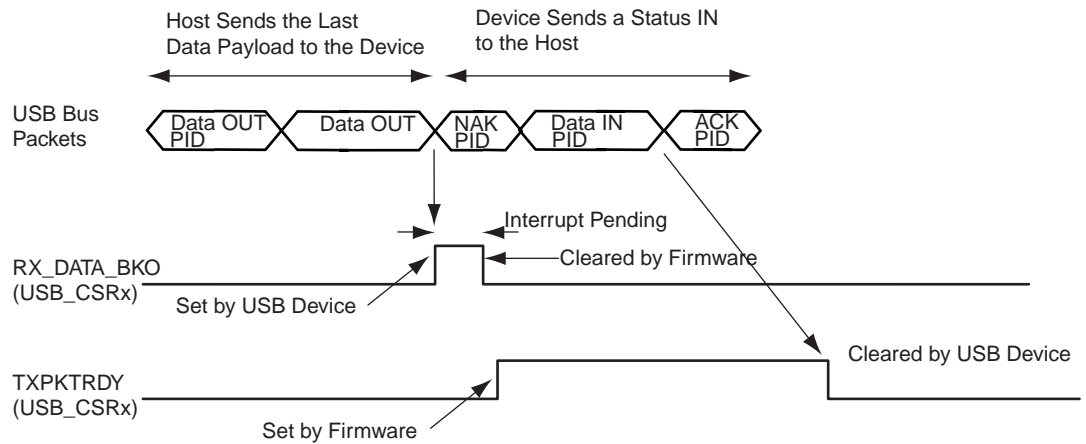 Host Sends the Last
Data Payload to the Device
Device Sends a Status IN
to the Host
USB Bus
Packets
Data OUT
PID
Data OUT
NAK
PID
Data IN
PID
ACK
PID
Interrupt Pending
RX_DATA_BKO
(USB_CSRx)
Set by USB Device
Cleared by Firmware
Cleared by USB Device
TXPKTRDY
(USB_CSRx)
Set by Firmware